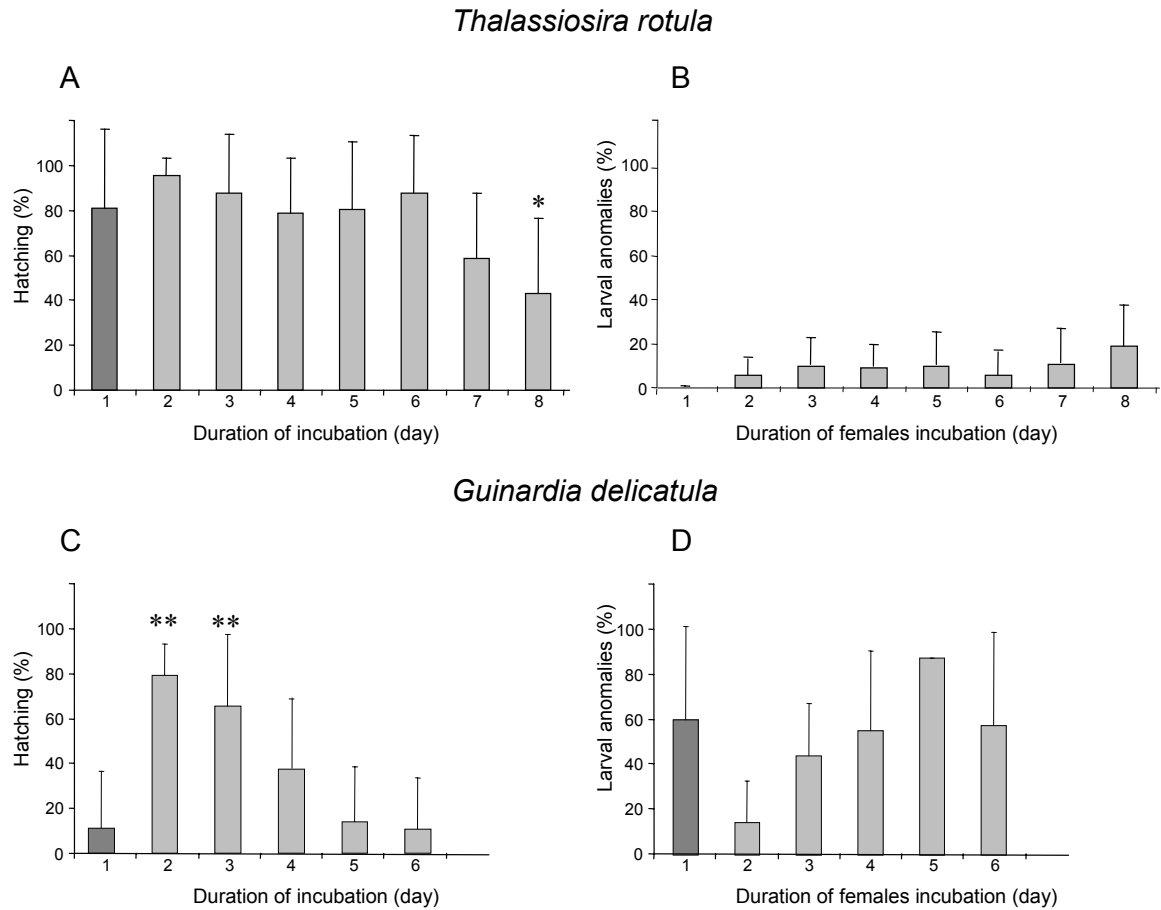 Thalassiosira rotula
A
B
Hatching (%)
100
80
60
40
20
0
*
1 2 3 4 5 6 7 8
Duration of incubation (day)
Larval anomalies (%)
100
80
60
40
20
0
1 2 3 4 5 6 7 8
Duration of females incubation (day)
Guinardia delicatula
C
D
Hatching (%)
100
80
60
40
20
0
** **
1 2 3 4 5 6
Duration of incubation (day)
Larval anomalies (%)
100
80
60
40
20
0
1 2 3 4 5 6
Duration of females incubation (day)